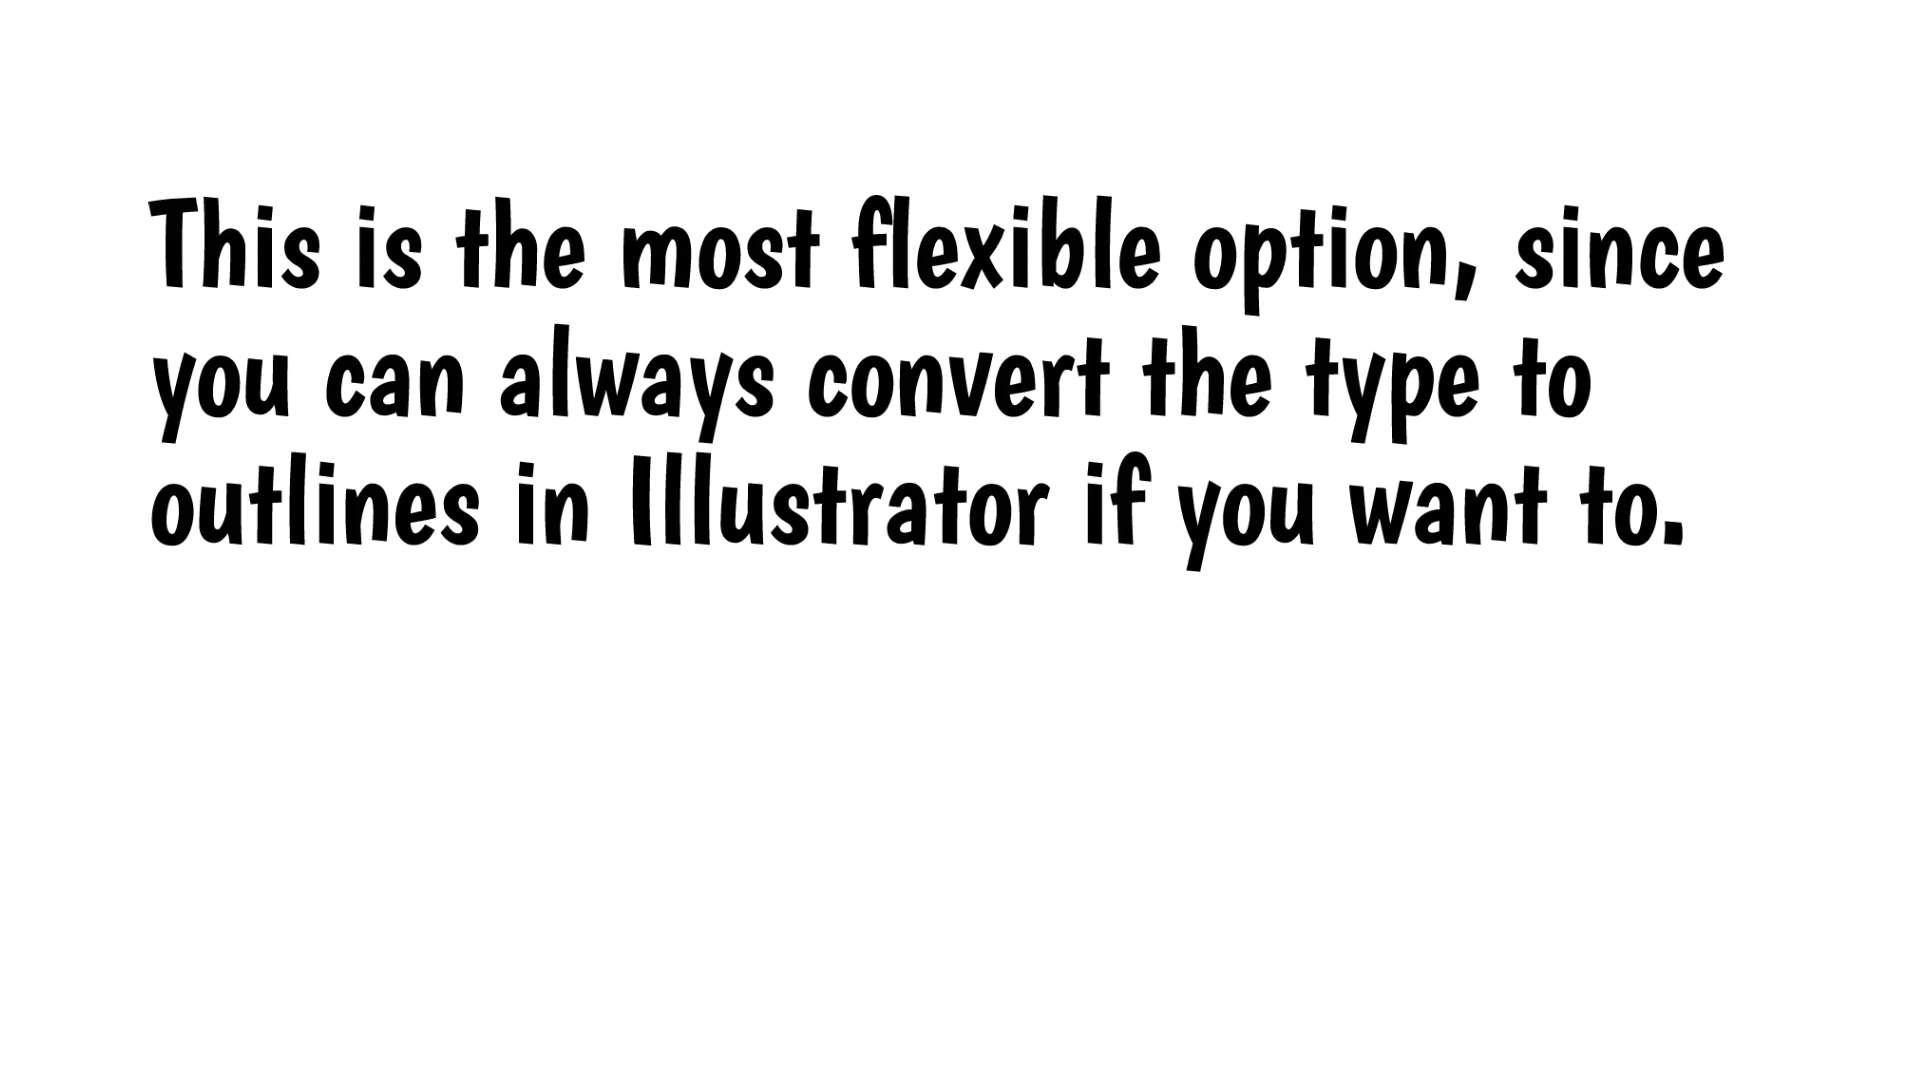 This is the most flexible option, since
you can always convert the type to
outlines in Illustrator if you want to.